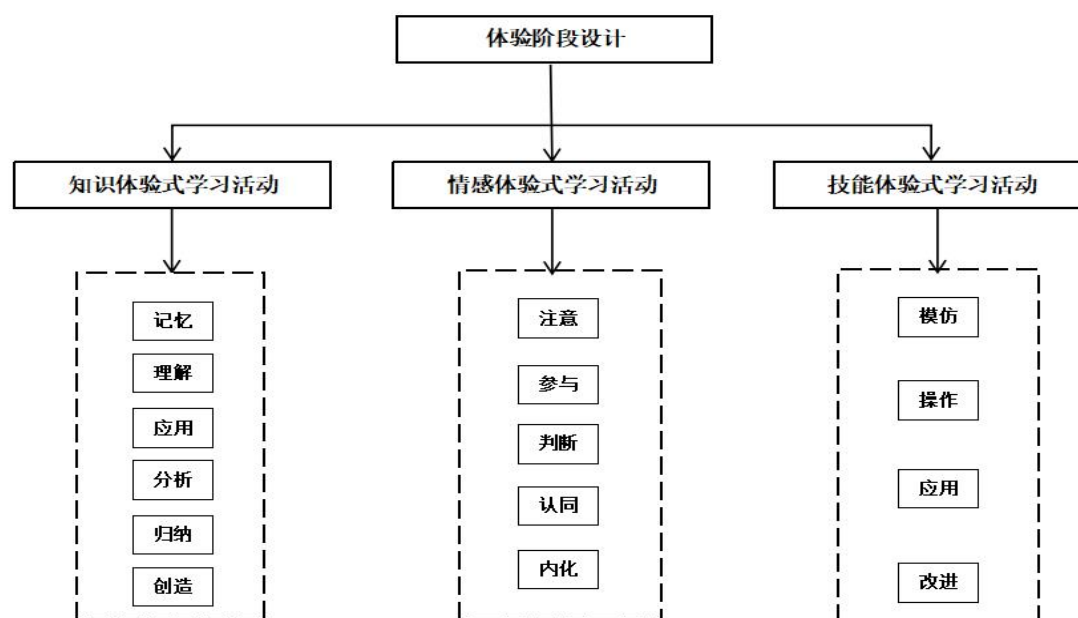 体验阶段设计
知识体验式学习活动
情感体验式学习活动
技能体验式学习活动
记忆
理解
应用
分析
归纳
创造
注意
参与
判断
认同
内化
模仿
操作
应用
改进